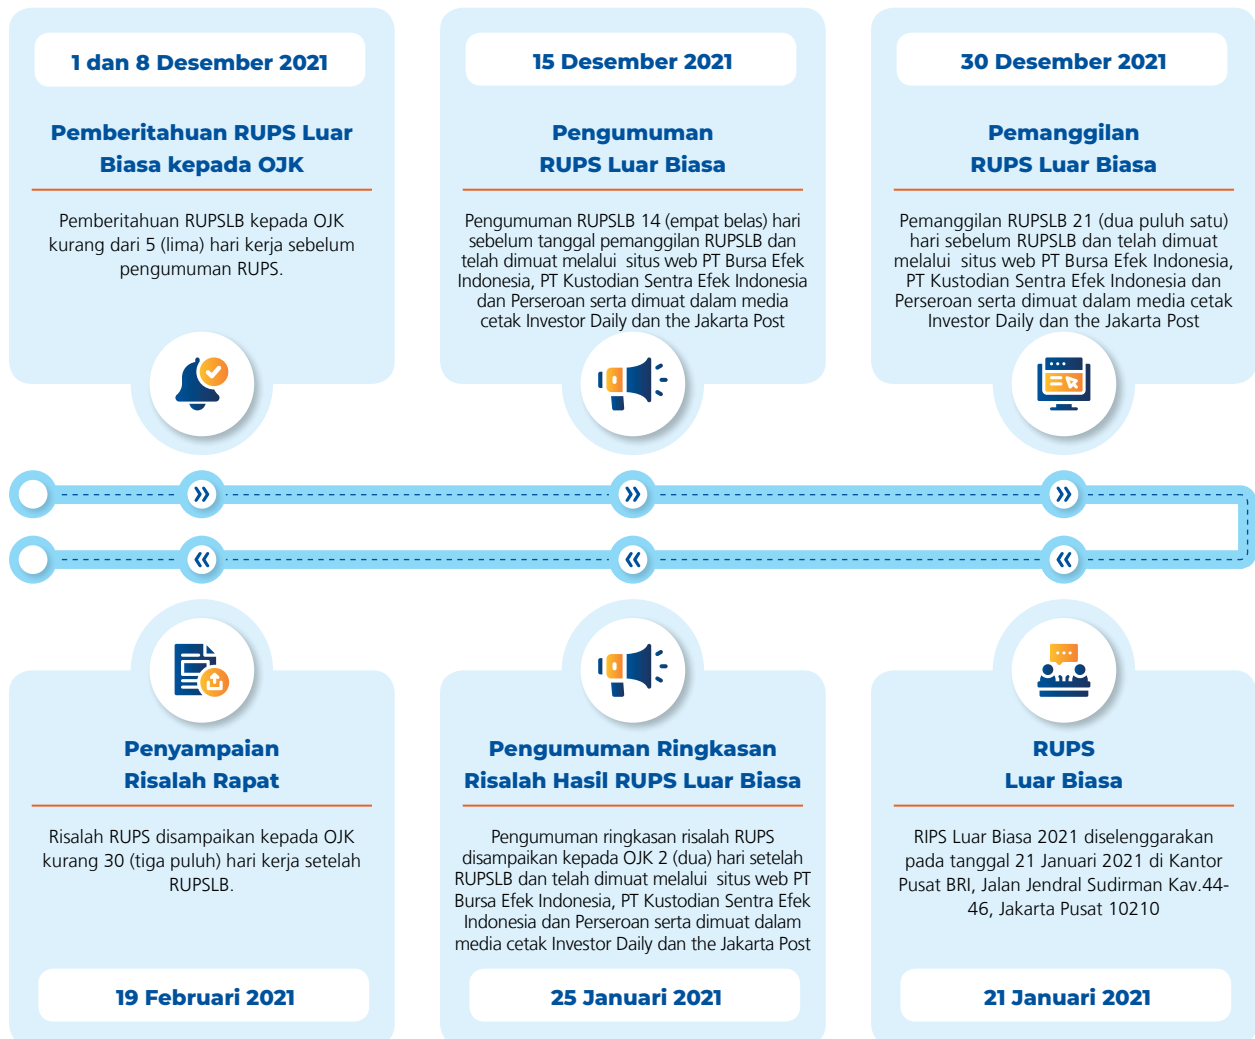 1 dan 8 Desember 2021
Pemberitahuan RUPS Luar
Biasa kepada OJK
Pemberitahuan RUPSLB kepada OJK
kurang dari 5 (lima) hari kerja sebelum
pengumuman RUPS.
15 Desember 2021
Pengumuman
RUPS Luar Biasa
Pengumuman RUPSLB 14 (empat belas) hari
sebelum tanggal pemanggilan RUPSLB dan
telah dimuat melalui situs web PT Bursa Efek
Indonesia, PT Kustodian Sentra Efek Indonesia
dan Perseroan serta dimuat dalam media
cetak Investor Daily dan the Jakarta Post
30 Desember 2021
Pemanggilan
RUPS Luar Biasa
Pemanggilan RUPSLB 21 (dua puluh satu)
hari sebelum RUPSLB dan telah dimuat
melalui situs web PT Bursa Efek Indonesia,
PT Kustodian Sentra Efek Indonesia dan
Perseroan serta dimuat dalam media cetak
Investor Daily dan the Jakarta Post
Penyampaian
Risalah Rapat
Risalah RUPS disampaikan kepada OJK
kurang 30 (tiga puluh) hari kerja setelah
RUPSLB.
19 Februari 2021
Pengumuman Ringkasan
Risalah Hasil RUPS Luar Biasa
Pengumuman ringkasan risalah RUPS
disampaikan kepada OJK 2 (dua) hari setelah
RUPSLB dan telah dimuat melalui situs web PT
Bursa Efek Indonesia, PT Kustodian Sentra Efek
Indonesia dan Perseroan serta dimuat dalam
media cetak Investor Daily dan the Jakarta Post
25 Januari 2021
RUPS
Luar Biasa
RIPS Luar Biasa 2021 diselenggarakan
pada tanggal 21 Januari 2021 di Kantor
Pusat BRI, Jalan Jendral Sudirman Kav.44-
46, Jakarta Pusat 10210
21 Januari 2021